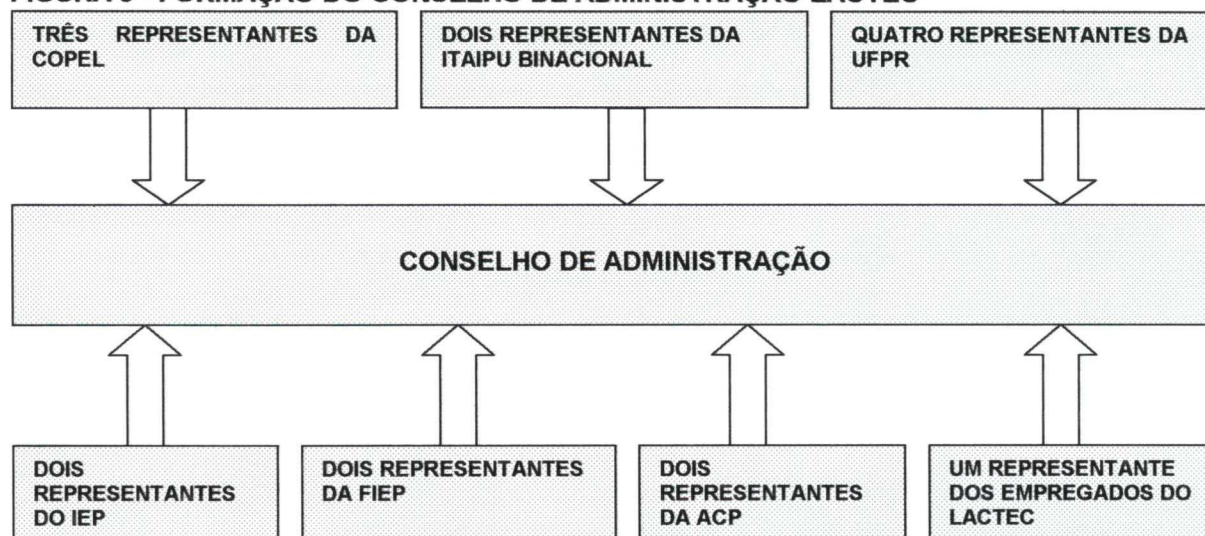 TRÊS REPRESENTANTES DA
COPEL
DOIS REPRESENTANTES DA
ITAIPU BINACIONAL
QUATRO REPRESENTANTES DA
UFPR
CONSELHO DE ADMINISTRAÇÃO
DOIS
REPRESENTANTES
DO IEP
DOIS REPRESENTANTES
DA FIEP
DOIS
REPRESENTANTES
DA ACP
UM REPRESENTANTE
DOS EMPREGADOS DO
LACTEC